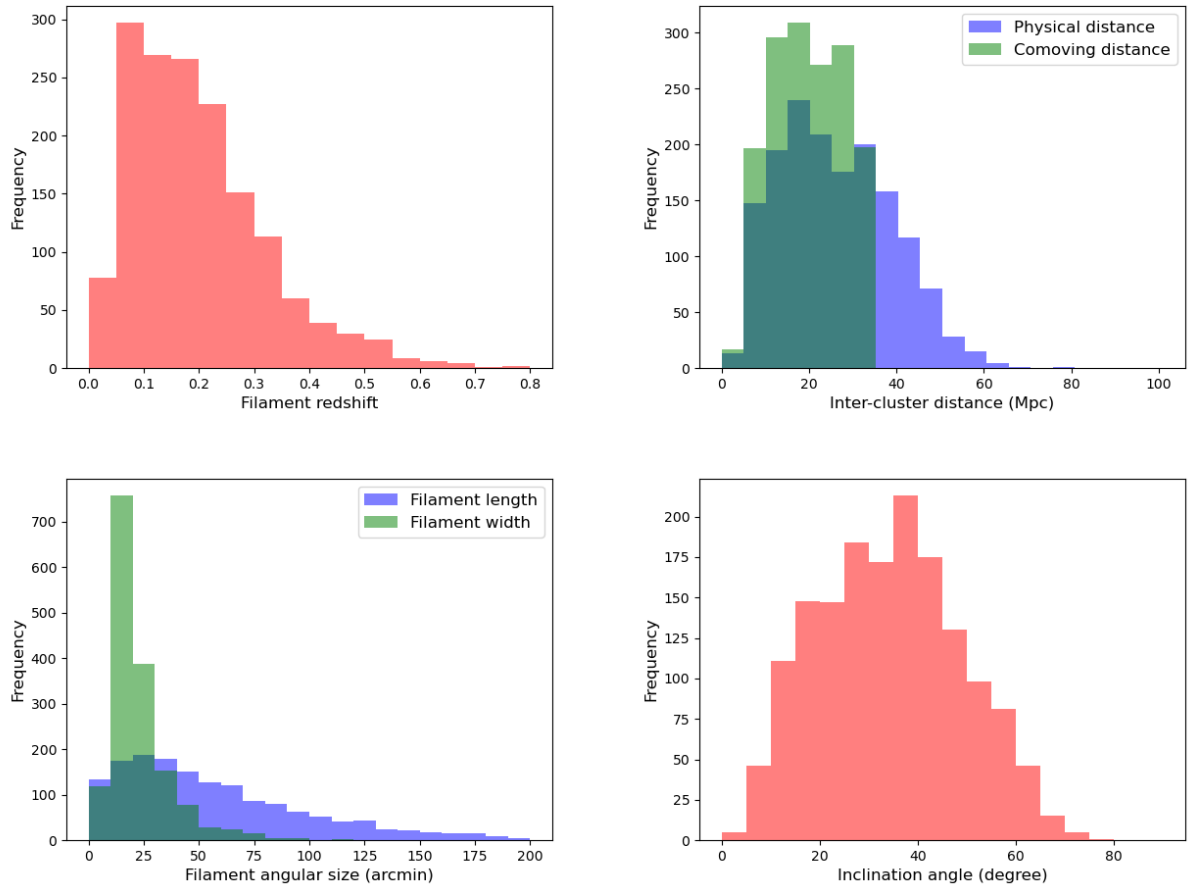 300
250
200
150
100
50
0
Frequency
0.0 0.1 0.2 0.3 0.4 0.5 0.6 0.7 0.8
Filament redshift
Physical distance
Comoving distance
300
250
200
150
100
50
0
Frequency
0 20 40 60 80 100
Inter-cluster distance (Mpc)
Filament length
Filament width
700
600
500
400
300
200
100
0
Frequency
0 25 50 75 100 125 150 175 200
Filament angular size (arcmin)
200
175
150
125
100
75
50
25
0
Frequency
0 20 40 60 80
Inclination angle (degree)